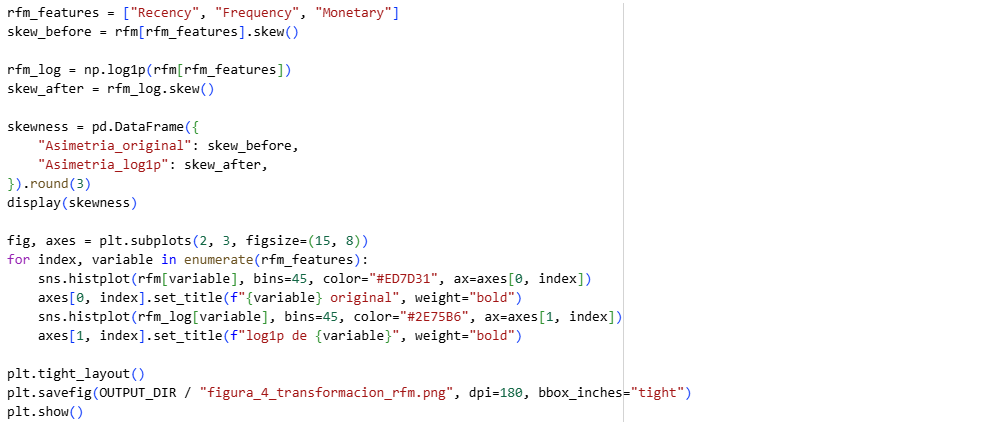 rfm_features = ["Recency", "Frequency", "Monetary"]
skew_before = rfm[rfm_features].skew()

rfm_log = np.log1p(rfm[rfm_features])
skew_after = rfm_log.skew()

skewness = pd.DataFrame({
    "Asimetria_original": skew_before,
    "Asimetria_log1p": skew_after,
}).round(3)
display(skewness)

fig, axes = plt.subplots(2, 3, figsize=(15, 8))
for index, variable in enumerate(rfm_features):
    sns.histplot(rfm[variable], bins=45, color="#ED7D31", ax=axes[0, index])
    axes[0, index].set_title(f"{variable} original", weight="bold")
    sns.histplot(rfm_log[variable], bins=45, color="#2E75B6", ax=axes[1, index])
    axes[1, index].set_title(f"log1p de {variable}", weight="bold")

plt.tight_layout()
plt.savefig(OUTPUT_DIR / "figura_4_transformacion_rfm.png", dpi=180, bbox_inches="tight")
plt.show()